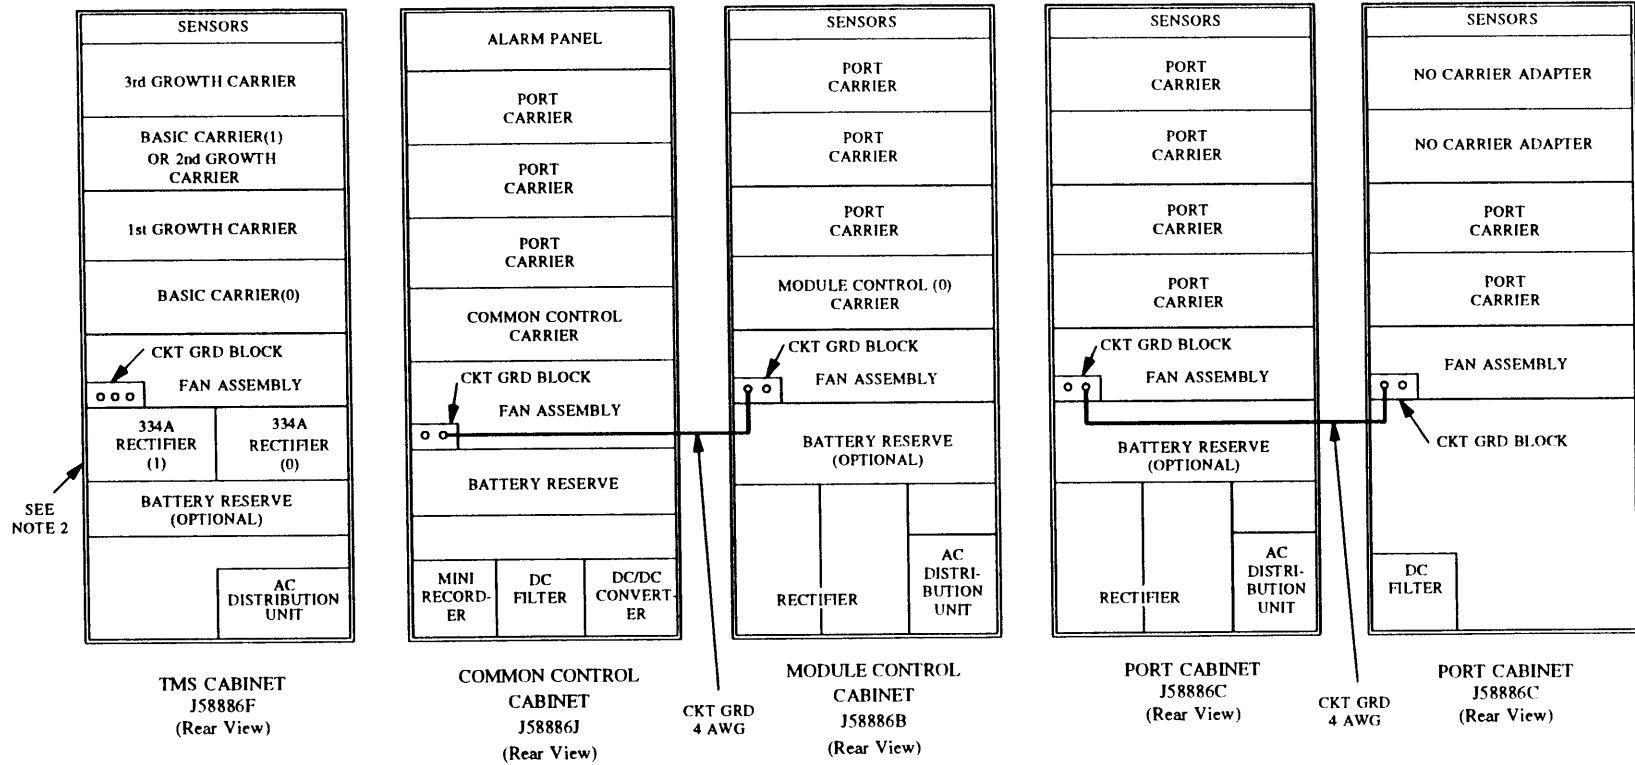 SENSORS
3rd GROWTH CARRIER
BASIC CARRIER(1)
OR 2nd GROWTH
CARRIER
1st GROWTH CARRIER
BASIC CARRIER(0)
CKT GRD BLOCK
FAN ASSEMBLY
334A
RECTIFIER
(1)
334A
RECTIFIER
(0)
BATTERY RESERVE
(OPTIONAL)
AC
DISTRIBUTION
UNIT
SEE
NOTE 2
TMS CABINET
J58886F
(Rear View)
ALARM PANEL
PORT
CARRIER
PORT
CARRIER
PORT
CARRIER
COMMON CONTROL
CARRIER
CKT GRD BLOCK
FAN ASSEMBLY
BATTERY RESERVE
MINI
RECORD-
ER
DC
FILTER
DC/DC
CONVERT-
ER
COMMON CONTROL
CABINET
J58886J
(Rear View)
SENSORS
PORT
CARRIER
PORT
CARRIER
PORT
CARRIER
MODULE CONTROL (0)
CARRIER
CKT GRD BLOCK
FAN ASSEMBLY
BATTERY RESERVE
(OPTIONAL)
RECTIFIER
AC
DISTRI-
BUTION
UNIT
CKT GRD
4 AWG
MODULE CONTROL
CABINET
J58886B
(Rear View)
SENSORS
PORT
CARRIER
PORT
CARRIER
PORT
CARRIER
PORT
CARRIER
CKT GRD BLOCK
FAN ASSEMBLY
BATTERY RESERVE
(OPTIONAL)
RECTIFIER
AC
DISTRI-
BUTION
UNIT
PORT CABINET
J58886C
(Rear View)
CKT GRD
4 AWG
SENSORS
NO CARRIER ADAPTER
NO CARRIER ADAPTER
PORT
CARRIER
PORT
CARRIER
FAN ASSEMBLY
CKT GRD BLOCK
DC
FILTER
PORT CABINET
J58886C
(Rear View)